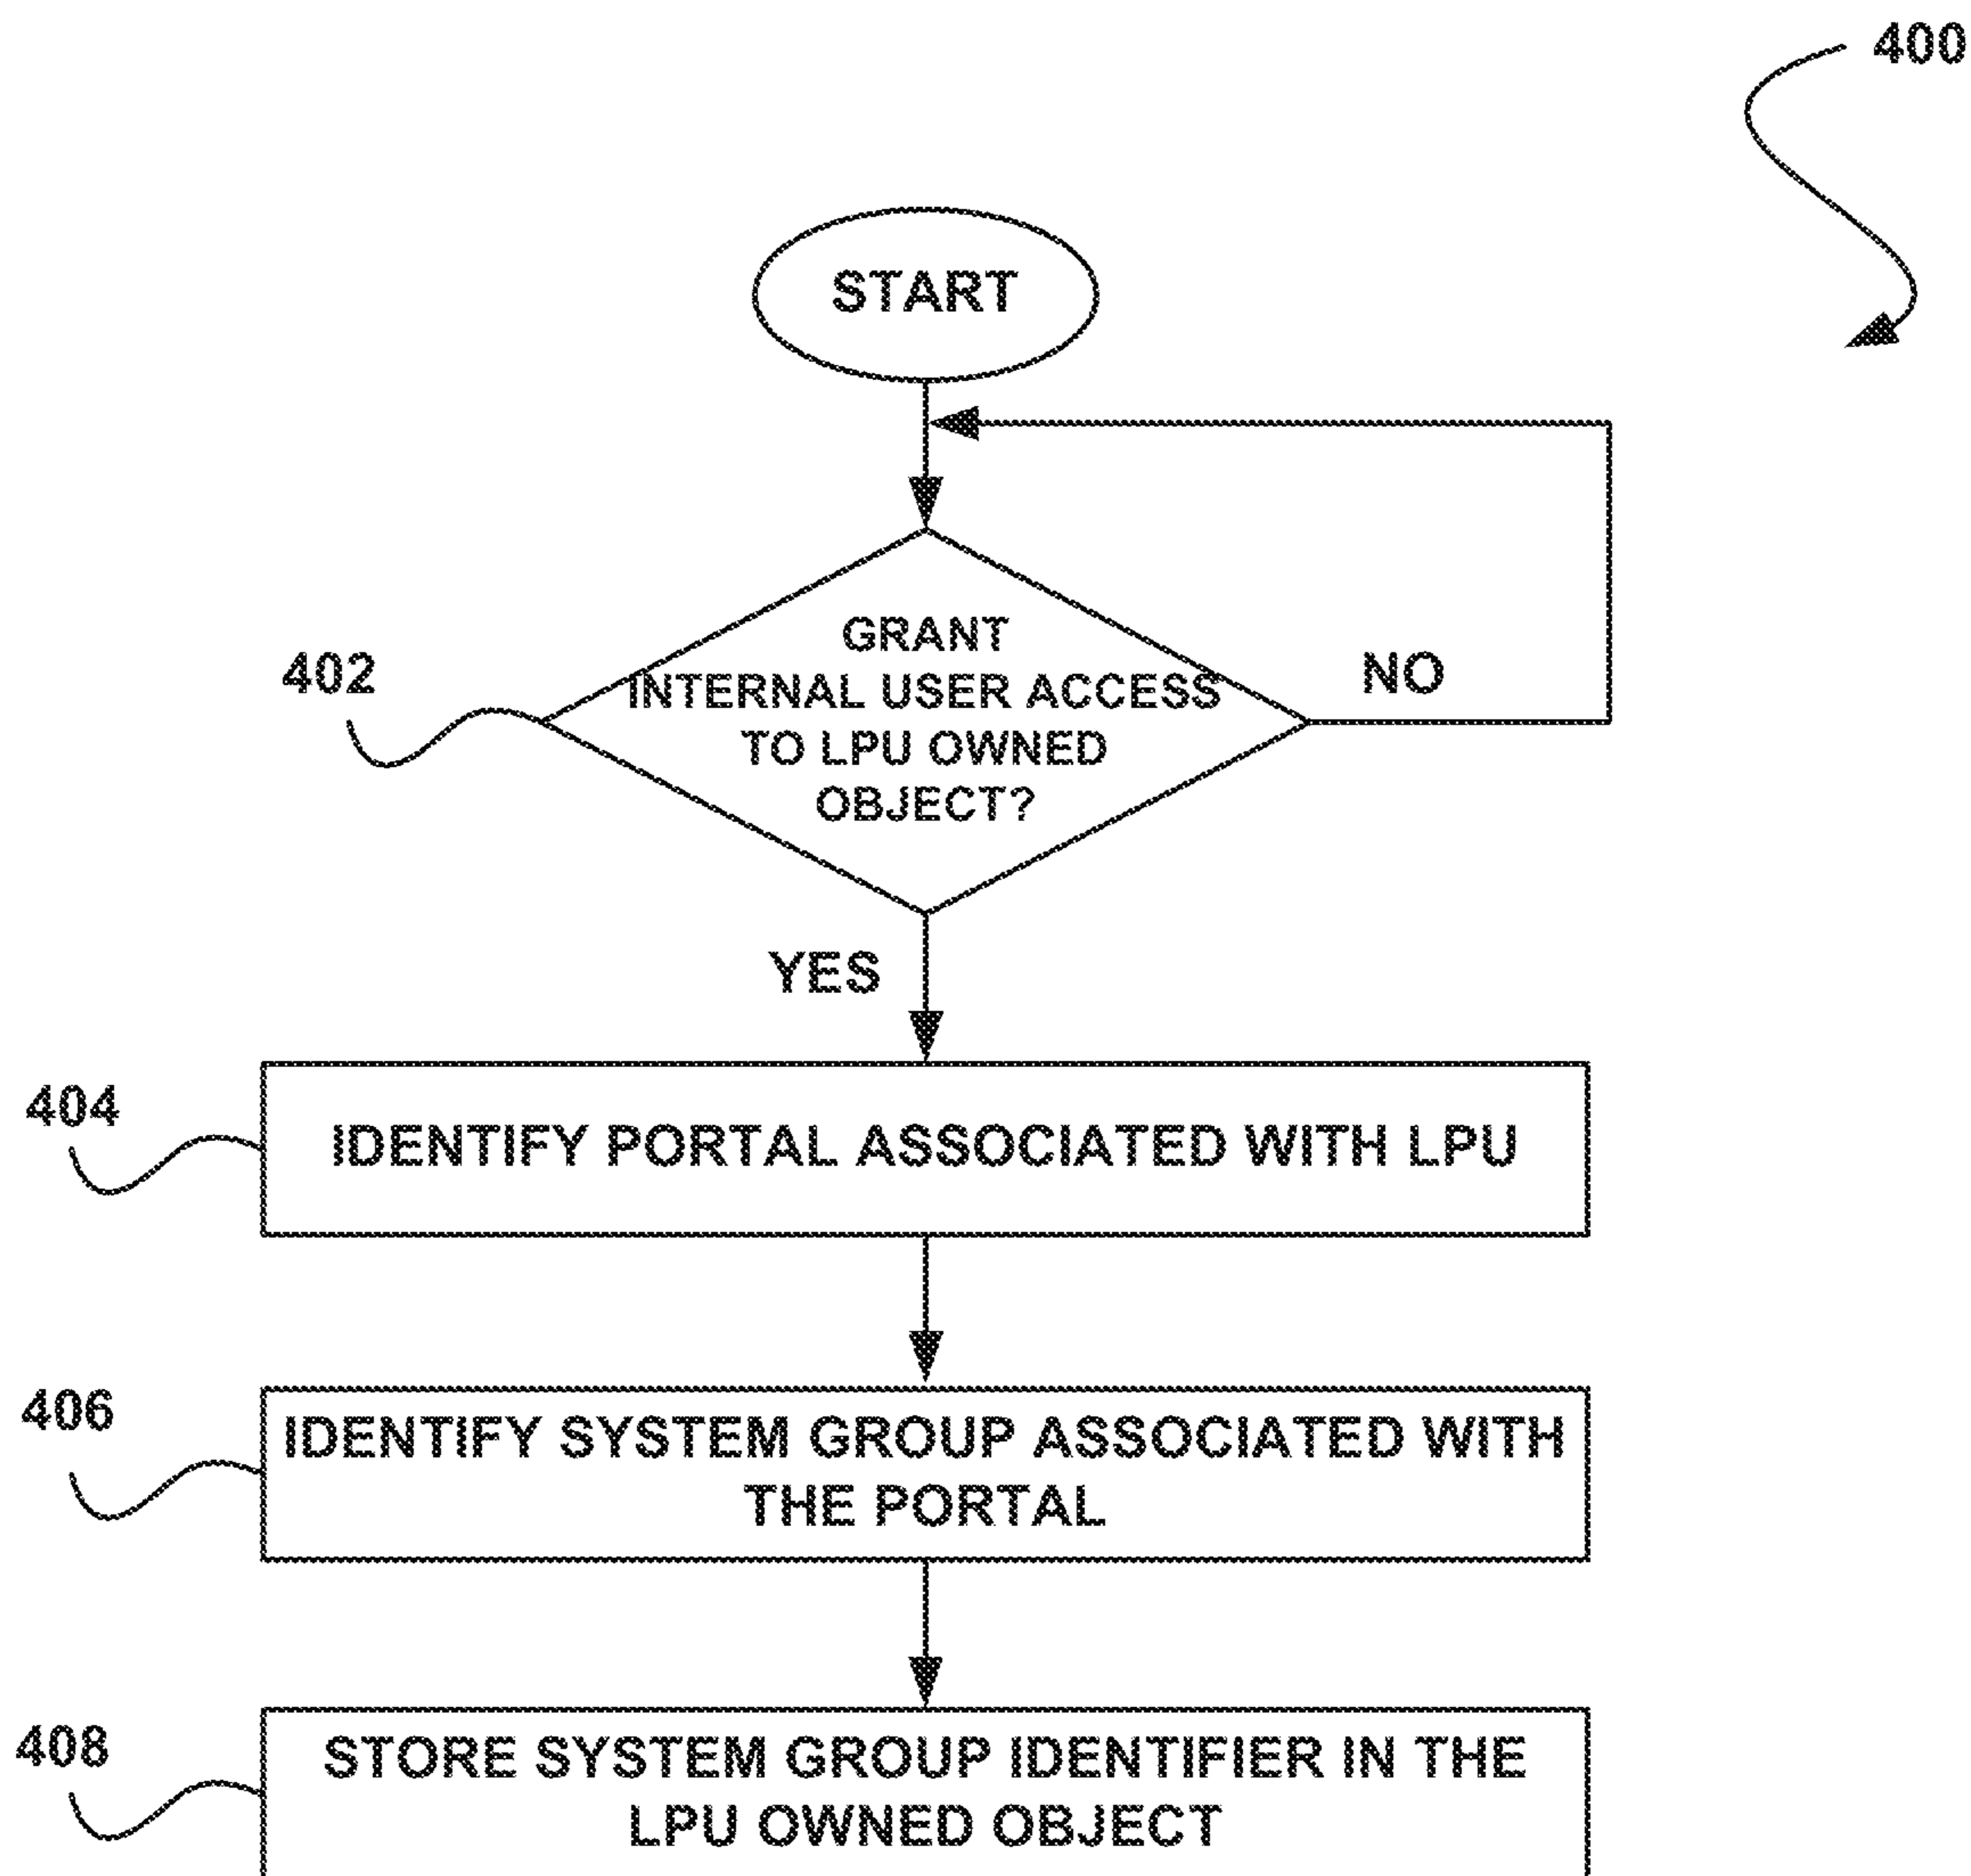 400
START
GRANT
INTERNAL USER ACCESS
TO LPU OWNED
OBJECT?
402
NO
YES
404
IDENTIFY PORTAL ASSOCIATED WITH LPU
406
IDENTIFY SYSTEM GROUP ASSOCIATED WITH
THE PORTAL
408
STORE SYSTEM GROUP IDENTIFIER IN THE
LPU OWNED OBJECT